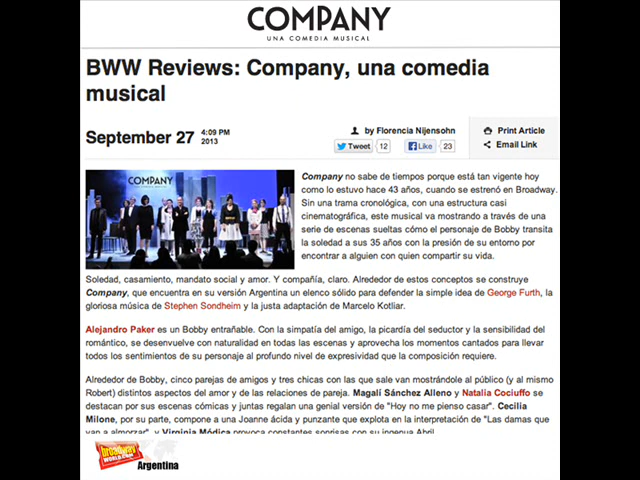 COMPANY
UNA COMEDIA MUSICAL
BWW Reviews: Company, una comedia
musical
September 27 4:09 PM 2013
by Florencia Nijensohn
Tweet 12 Like 23
Print Article
Email Link
COMPANY
Company no sabe de tiempos porque está tan vigente hoy
como lo estuvo hace 43 años, cuando se estrenó en Broadway.
Sin una trama cronológica, con una estructura casi
cinematográfica, este musical va mostrando a través de una
serie de escenas sueltas cómo el personaje de Bobby transita
la soledad a sus 35 años con la presión de su entorno por
encontrar a alguien con quien compartir su vida.
Soledad, casamiento, mandato social y amor. Y compañía, claro. Alrededor de estos conceptos se construye
Company, que encuentra en su versión Argentina un elenco sólido para defender la simple idea de George Furth, la
gloriosa música de Stephen Sondheim y la justa adaptación de Marcelo Kotliar.
Alejandro Paker es un Bobby entrañable. Con la simpatía del amigo, la picardía del seductor y la sensibilidad del
romántico, se desenvuelve con naturalidad en todas las escenas y aprovecha los momentos cantados para llevar
todos los sentimientos de su personaje al profundo nivel de expresividad que la composición requiere.
Alrededor de Bobby, cinco parejas de amigos y tres chicas con las que sale van mostrándole al público (y al mismo
Robert) distintos aspectos del amor y de las relaciones de pareja. Magalí Sánchez Alleno y Natalia Cociuffo se
destacan por sus escenas cómicas y juntas regalan una genial versión de "Hoy no me pienso casar". Cecilia
Milone, por su parte, compone a una Joanne ácida y punzante que explota en la interpretación de "Las damas que
van a almorzar", y Virginia Módica provoca constantes sonrisas con su ingenua April.
broadway
world.com
Argentina